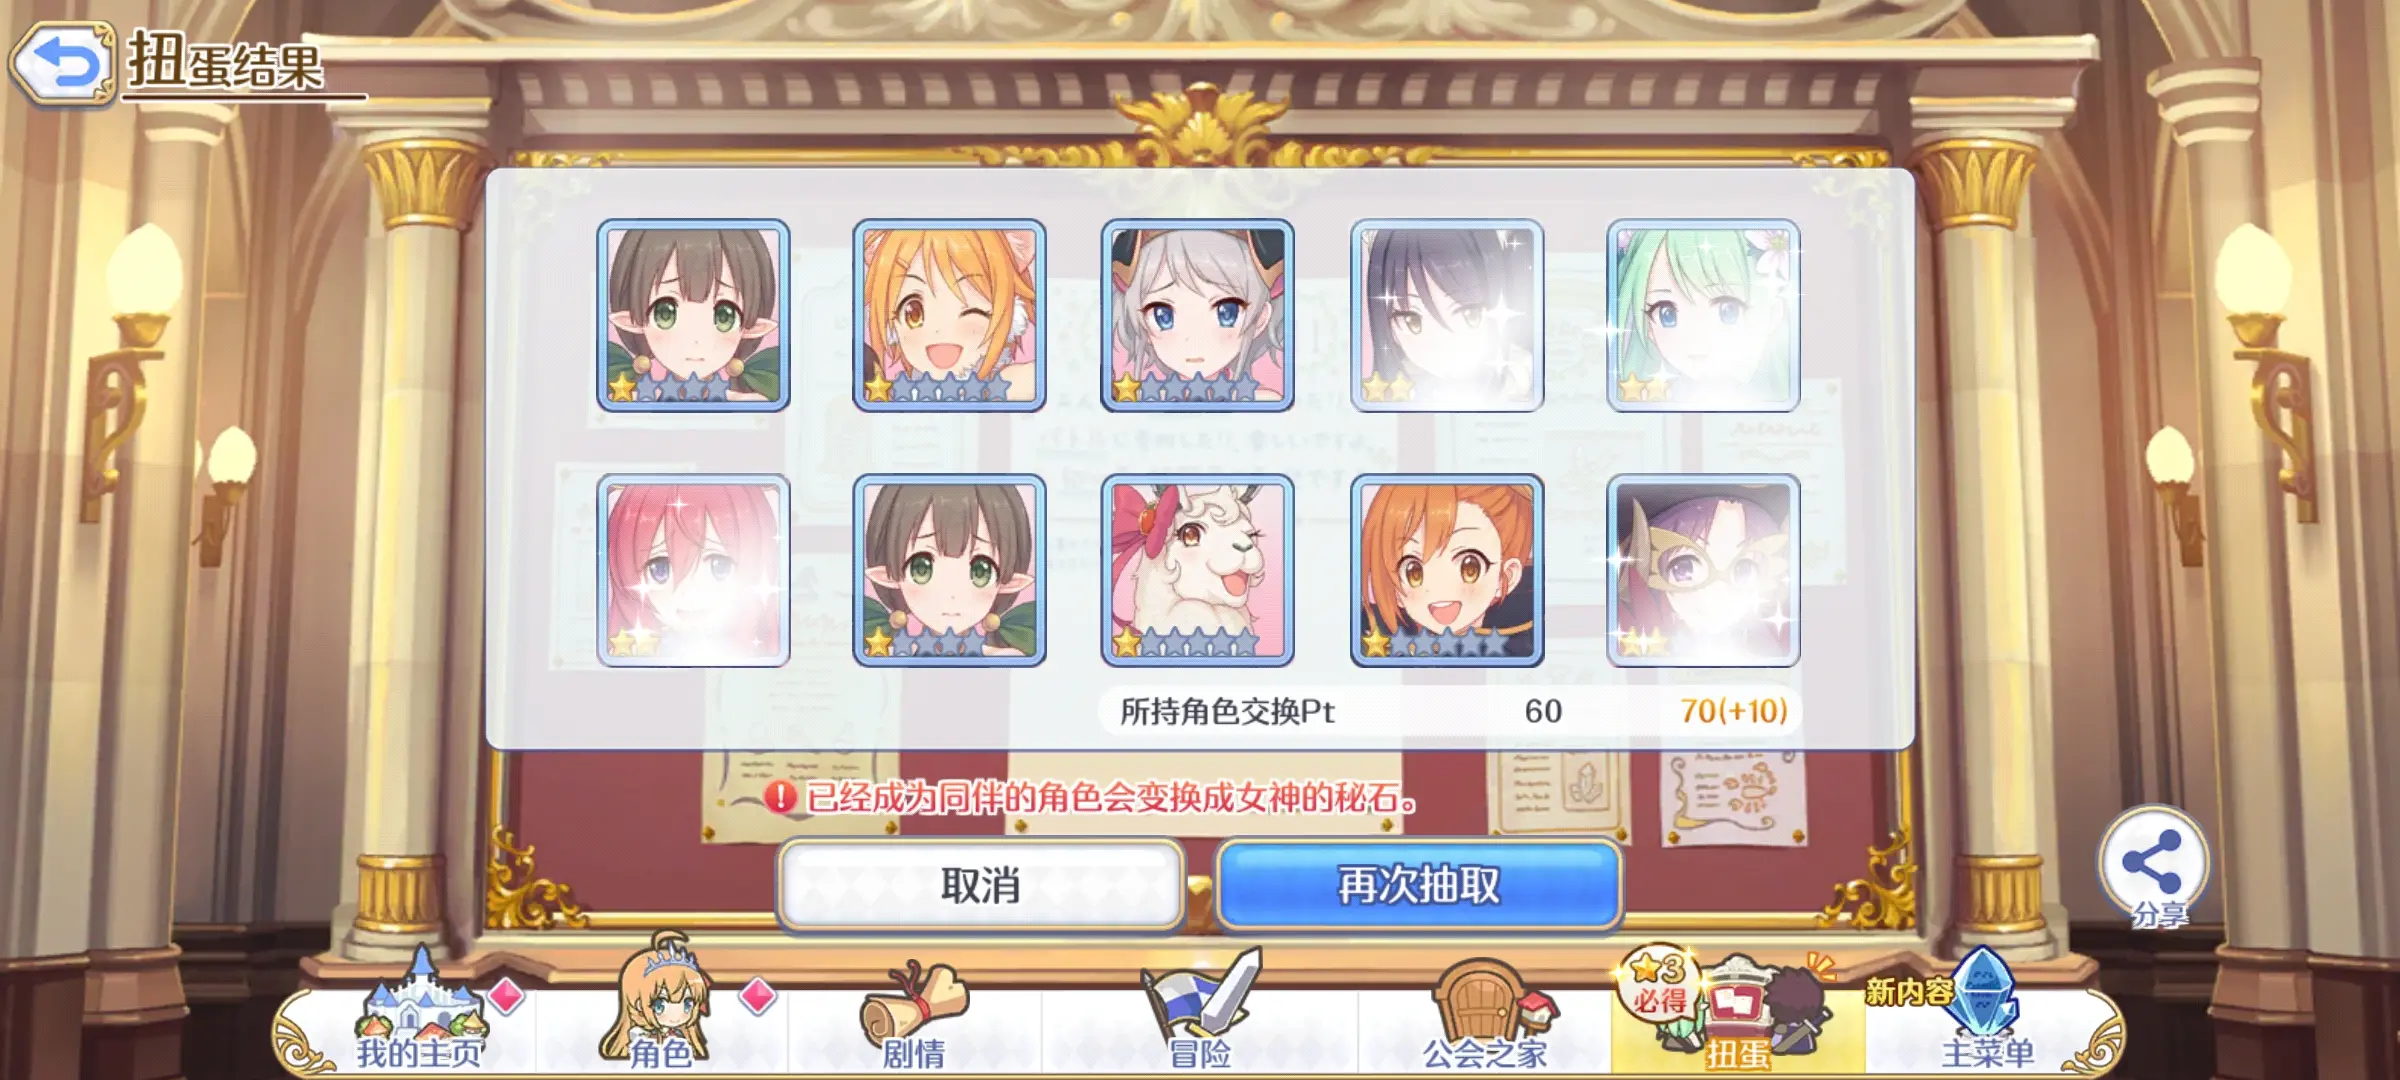 扭蛋结果
所持角色交换Pt 60 70(+10)
已经成为同伴的角色会变换成女神的秘石。
取消
再次抽取
分享
3
必得
新内容
我的主页
角色
剧情
冒险
公会之家
扭蛋
主菜单